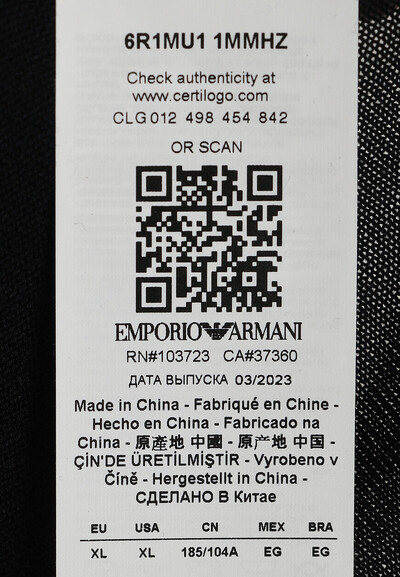 6R1MU1 1MMHZ
Check authenticity at
www.certilogo.com
CLG 012 498 454 842
OR SCAN
EMPORIO ARMANI
RN#103723 CA#37360
ДАТА ВЫПУСКА 03/2023
Made in China - Fabriqué en Chine -
Hecho en China - Fabricado na
China - 原產地 中國 - 原产地 中国 -
ÇİN'DE ÜRETİLMİŞTİR - Vyrobeno v
Číně - Hergestellt in China -
СДЕЛАНО В Китае
EU USA CN MEX BRA
XL XL 185/104A EG EG